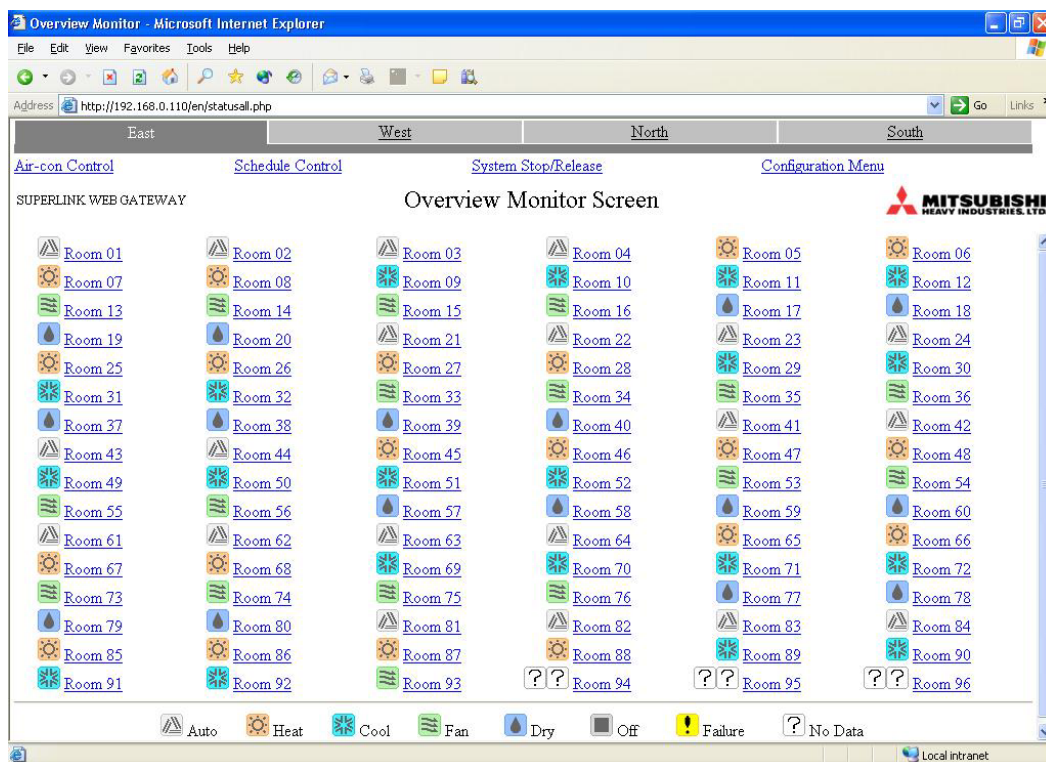 Overview Monitor - Microsoft Internet Explorer
File Edit View Favorites Tools Help
Address http://192.168.0.110/en/statusall.php Go Links
East West North South
Air-con Control Schedule Control System Stop/Release Configuration Menu
SUPERLINK WEB GATEWAY Overview Monitor Screen MITSUBISHI
HEAVY INDUSTRIES.LTD
Room 01 Room 02 Room 03 Room 04 Room 05 Room 06
Room 07 Room 08 Room 09 Room 10 Room 11 Room 12
Room 13 Room 14 Room 15 Room 16 Room 17 Room 18
Room 19 Room 20 Room 21 Room 22 Room 23 Room 24
Room 25 Room 26 Room 27 Room 28 Room 29 Room 30
Room 31 Room 32 Room 33 Room 34 Room 35 Room 36
Room 37 Room 38 Room 39 Room 40 Room 41 Room 42
Room 43 Room 44 Room 45 Room 46 Room 47 Room 48
Room 49 Room 50 Room 51 Room 52 Room 53 Room 54
Room 55 Room 56 Room 57 Room 58 Room 59 Room 60
Room 61 Room 62 Room 63 Room 64 Room 65 Room 66
Room 67 Room 68 Room 69 Room 70 Room 71 Room 72
Room 73 Room 74 Room 75 Room 76 Room 77 Room 78
Room 79 Room 80 Room 81 Room 82 Room 83 Room 84
Room 85 Room 86 Room 87 Room 88 Room 89 Room 90
Room 91 Room 92 Room 93 ? ? Room 94 ? ? Room 95 ? ? Room 96
Auto Heat Cool Fan Dry Off ! Failure ? No Data
Local intranet